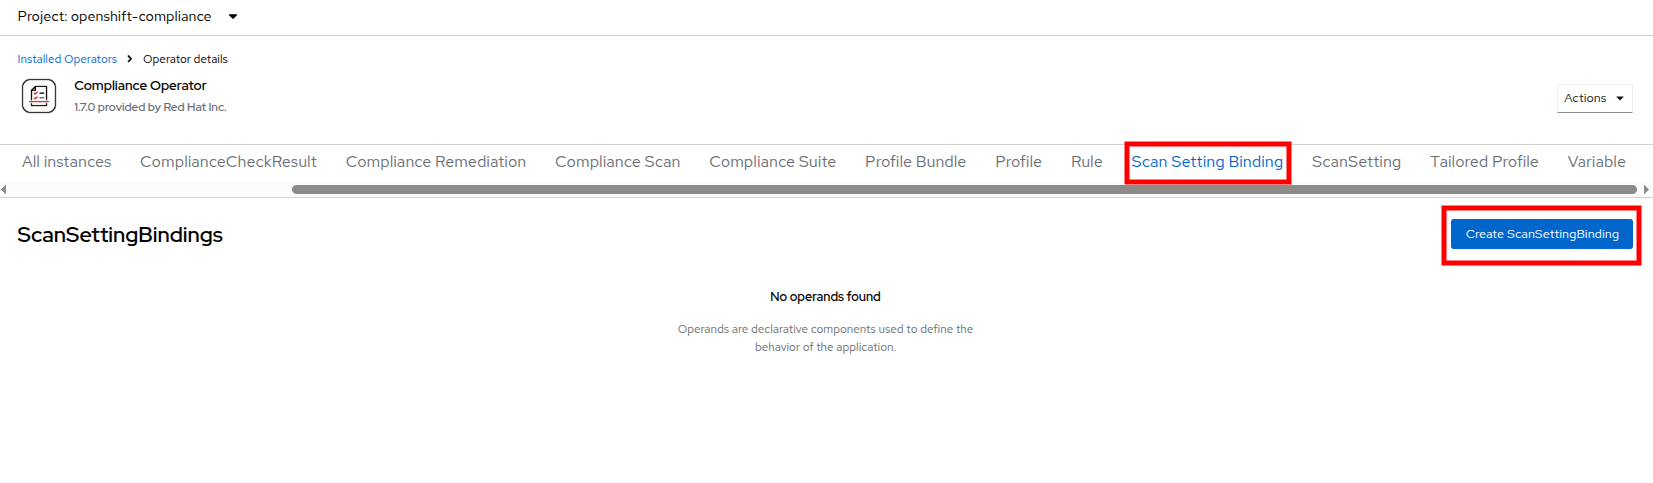 Project: openshift-compliance
Installed Operators Operator details
Compliance Operator
1.7.0 provided by Red Hat Inc.
Actions
All instances ComplianceCheckResult Compliance Remediation Compliance Scan Compliance Suite Profile Bundle Profile Rule Scan Setting Binding ScanSetting Tailored Profile Variable
ScanSettingBindings
Create ScanSettingBinding
No operands found
Operands are declarative components used to define the
behavior of the application.